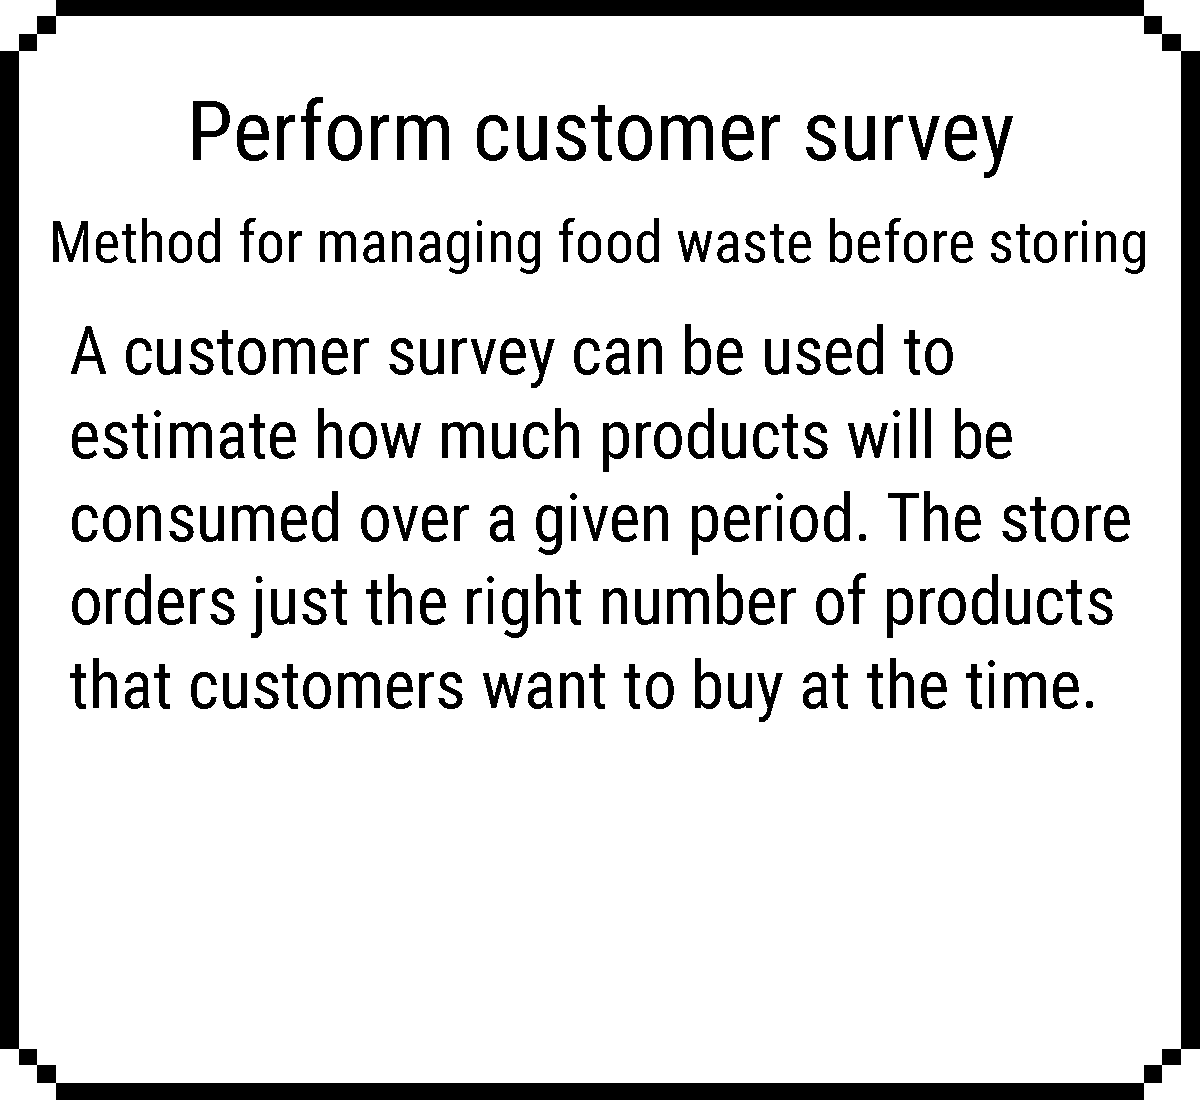 Perform customer survey
Method for managing food waste before storing
A customer survey can be used to
estimate how much products will be
consumed over a given period. The store
orders just the right number of products
that customers want to buy at the time.